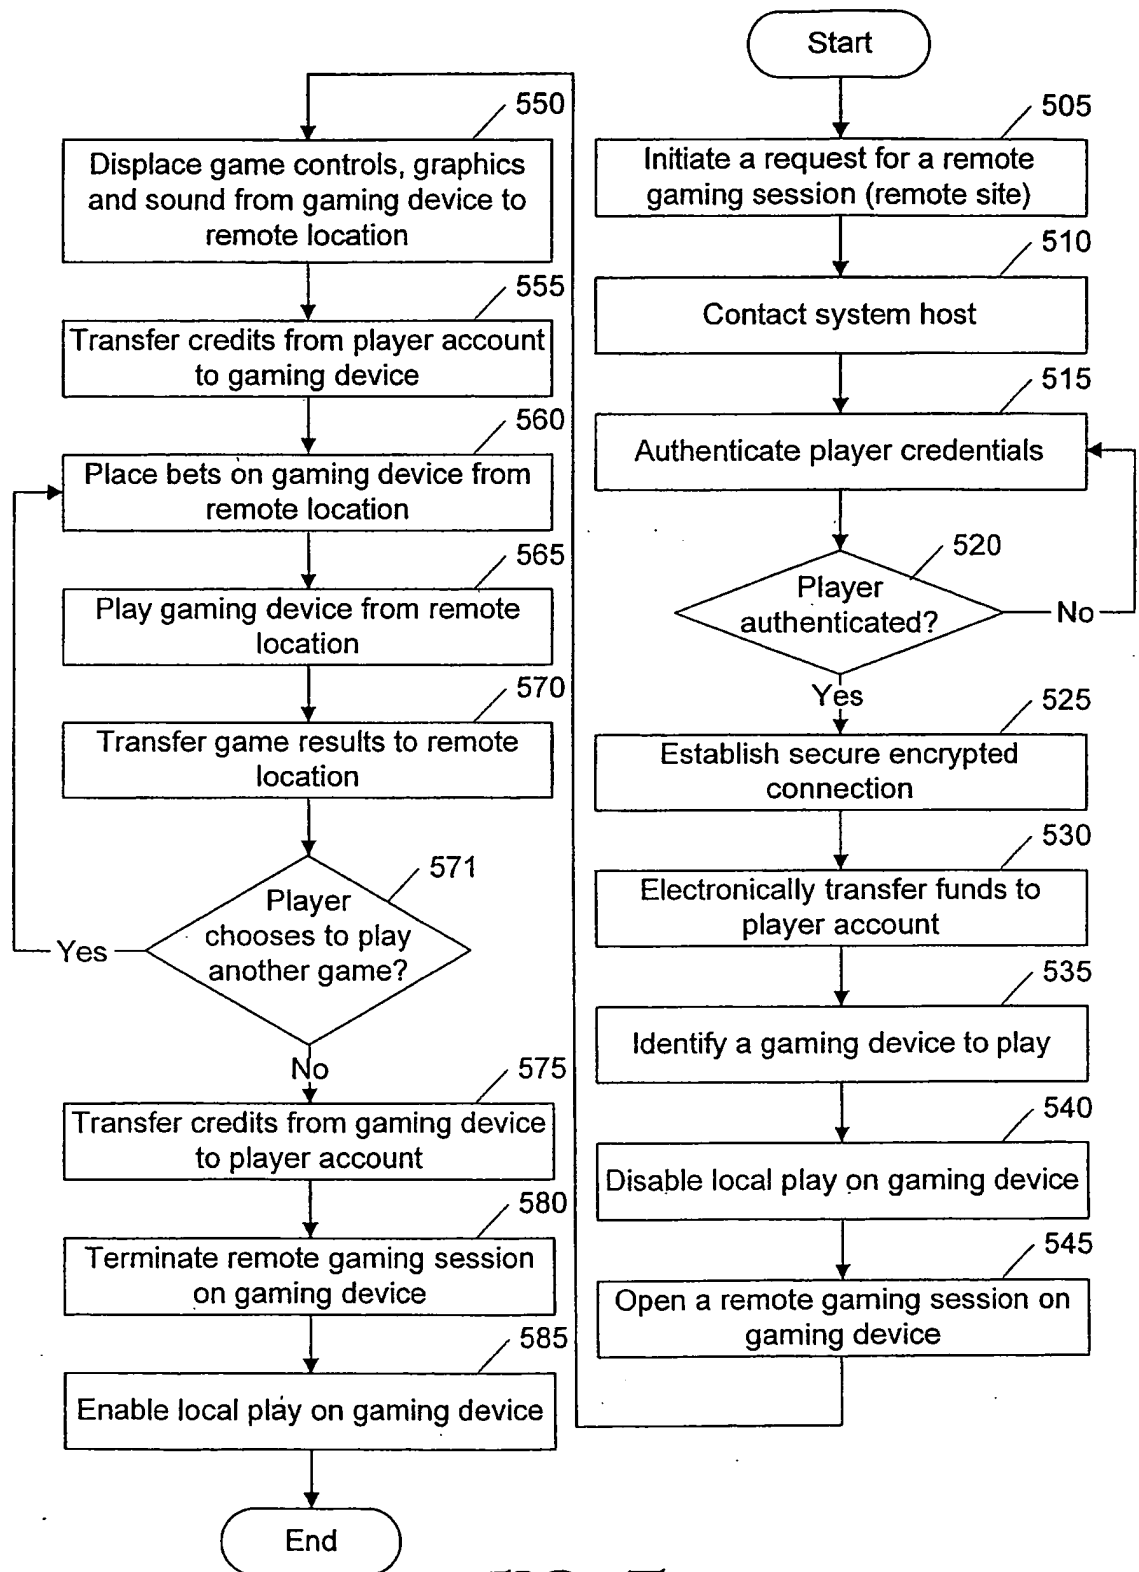 Start
505
Initiate a request for a remote
gaming session (remote site)
510
Contact system host
515
Authenticate player credentials
520
Player
authenticated?
No
Yes
525
Establish secure encrypted
connection
530
Electronically transfer funds to
player account
535
Identify a gaming device to play
540
Disable local play on gaming device
545
Open a remote gaming session on
gaming device
550
Displace game controls, graphics
and sound from gaming device to
remote location
555
Transfer credits from player account
to gaming device
560
Place bets on gaming device from
remote location
565
Play gaming device from remote
location
570
Transfer game results to remote
location
571
Player
chooses to play
another game?
Yes
No
575
Transfer credits from gaming device
to player account
580
Terminate remote gaming session
on gaming device
585
Enable local play on gaming device
End